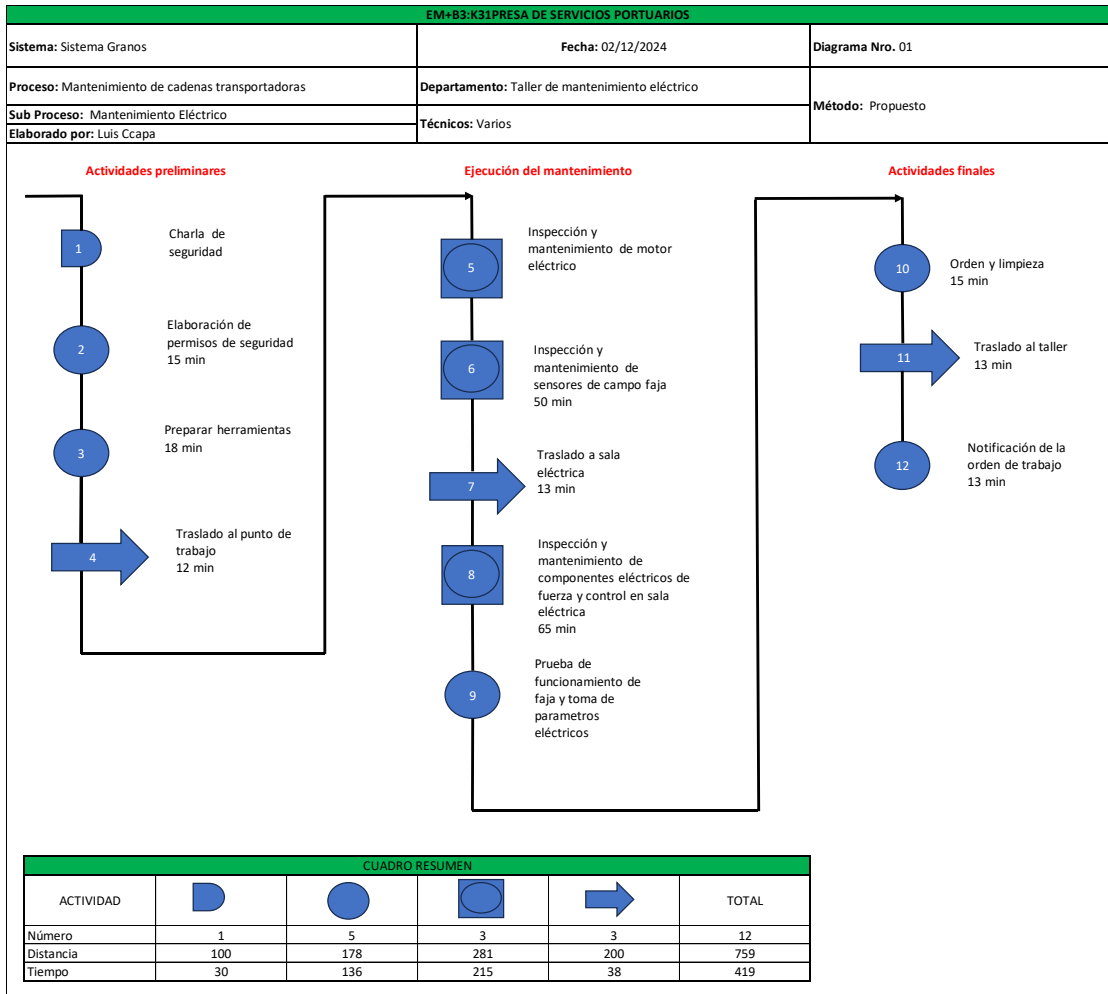 EM+B3:K31PRESA DE SERVICIOS PORTUARIOS
Sistema: Sistema Granos
Fecha: 02/12/2024
Diagrama Nro. 01
Proceso: Mantenimiento de cadenas transportadoras
Departamento: Taller de mantenimiento eléctrico
Método: Propuesto
Sub Proceso: Mantenimiento Eléctrico
Elaborado por: Luis Ccapa
Técnicos: Varios
Actividades preliminares
1
Charla de
seguridad
2
Elaboración de
permisos de seguridad
15 min
3
Preparar herramientas
18 min
4
Traslado al punto de
trabajo
12 min
Ejecución del mantenimiento
5
Inspección y
mantenimiento de motor
eléctrico
6
Inspección y
mantenimiento de
sensores de campo faja
50 min
7
Traslado a sala
eléctrica
13 min
8
Inspección y
mantenimiento de
componentes eléctricos de
fuerza y control en sala
eléctrica
65 min
9
Prueba de
funcionamiento de
faja y toma de
parametros
eléctricos
Actividades finales
10
Orden y limpieza
15 min
11
Traslado al taller
13 min
12
Notificación de la
orden de trabajo
13 min
CUADRO RESUMEN
ACTIVIDAD TOTAL
Número 1 5 3 3 12
Distancia 100 178 281 200 759
Tiempo 30 136 215 38 419